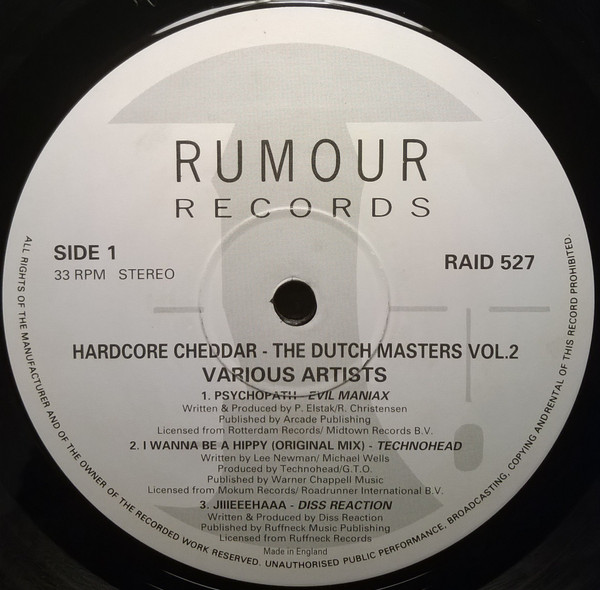 RUMOUR
RECORDS
SIDE 1
33 RPM STEREO
RAID 527
HARDCORE CHEDDAR - THE DUTCH MASTERS VOL.2
VARIOUS ARTISTS
1. PSYCHOPATH - EVIL MANIAX
Written & Produced by P. Elstak/R. Christensen
Published by Arcade Publishing
Licensed from Rotterdam Records/ Midtown Records B.V.
2. I WANNA BE A HIPPY (ORIGINAL MIX) - TECHNOHEAD
Written by Lee Newman/ Michael Wells
Produced by Technohead/G.T.O.
Published by Warner Chappell Music
Licensed from Mokum Records/ Roadrunner International B.V.
3. JIIIEEEHAAA - DISS REACTION
Written & Produced by Diss Reaction
Published by Ruffneck Music Publishing
Licensed from Ruffneck Records
Made in England
ALL RIGHTS OF THE MANUFACTURER AND OF THE OWNER OF THE RECORDED WORK RESERVED. UNAUTHORISED PUBLIC PERFORMANCE, BROADCASTING, COPYING AND RENTAL OF THIS RECORD PROHIBITED.